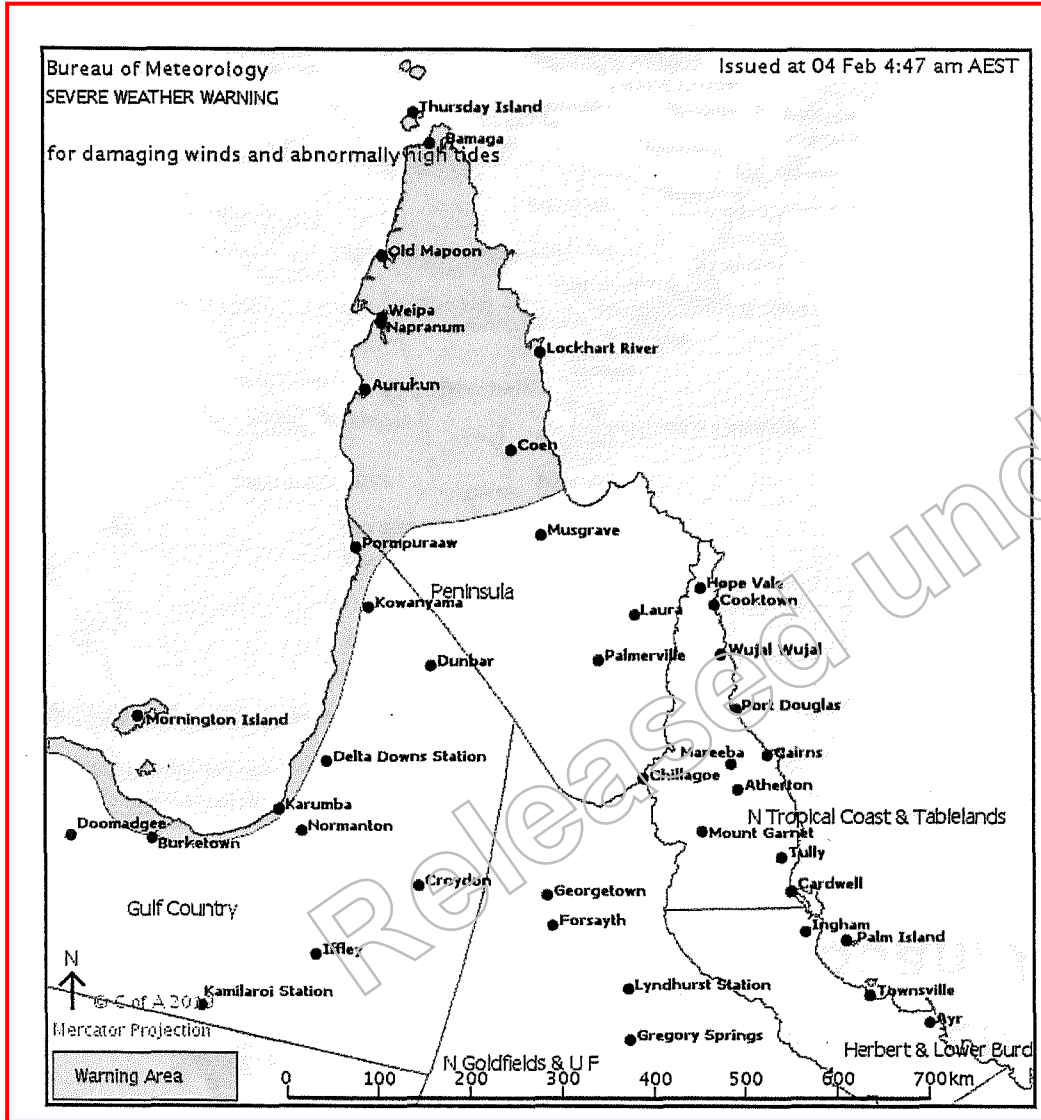 Bureau of Meteorology
Issued at 04 Feb 4:47 am AEST
SEVERE WEATHER WARNING
Thursday Island
Bamaga
for damaging winds and abnormally high tides
Old Mapoon
Weipa
Napranum
Lockhart River
Aurukun
Coen
Musgrave
Pormpuraaw
Peninsula
Hope Vale
Kowanyama
Cooktown
Laura
Dunbar
Palmerville
Wujal Wujal
Port Douglas
Mornington Island
Delta Downs Station
Mareeba
Cairns
Chillagoe
Atherton
Karumba
N Tropical Coast & Tablelands
Doomadgee
Normanton
Mount Garnet
Burketown
Tully
Croydon
Georgetown
Cardwell
Gulf Country
Forsayth
Ingham
Palm Island
Iffley
N
Kamilaroi Station
Lyndhurst Station
Townsville
© C of A
Mercator Projection
Ayr
Gregory Springs
Herbert & Lower Burd
N Goldfields & U F
Warning Area
0 100 200 300 400 500 600 700km
Released und